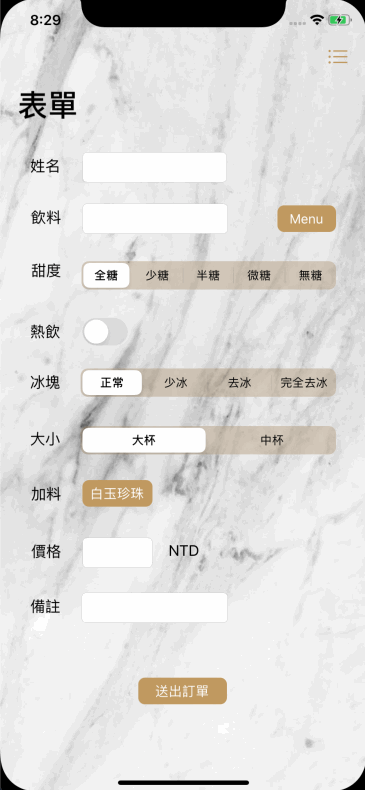 8:29
表單
姓名
飲料 Menu
甜度 全糖 少糖 半糖 微糖 無糖
熱飲
冰塊 正常 少冰 去冰 完全去冰
大小 大杯 中杯
加料 白玉珍珠
價格 NTD
備註
送出訂單